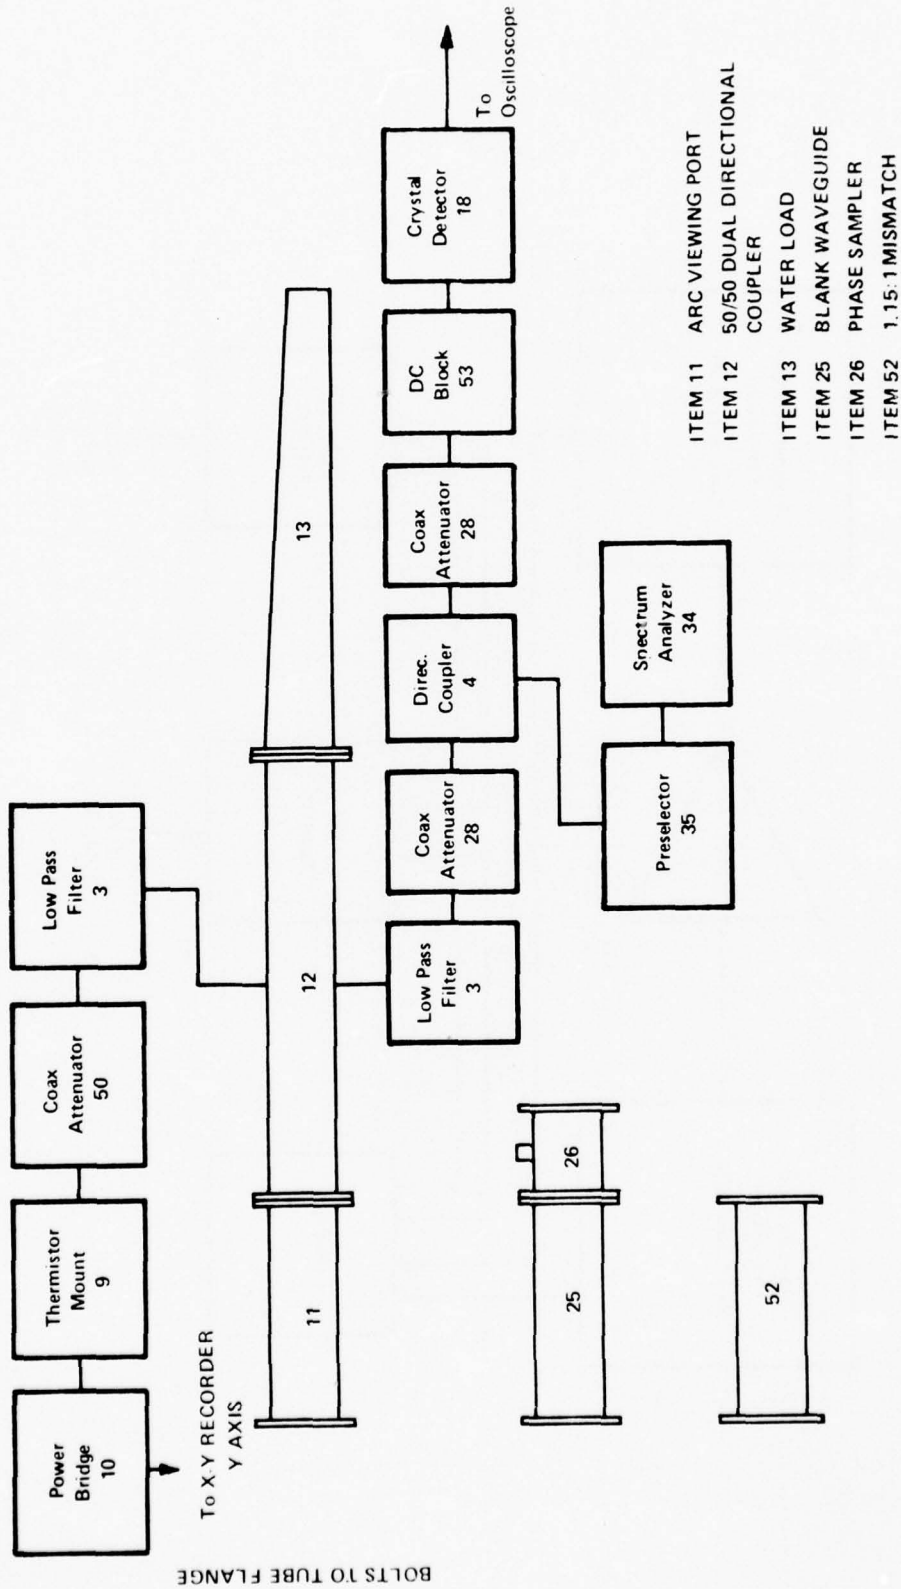 BOLTS TO TUBE FLANGE
Power
Bridge
10
Thermistor
Mount
9
Coax
Attenuator
50
Low Pass
Filter
3
To X-Y RECORDER
Y AXIS
11
12
13
Low Pass
Filter
3
Coax
Attenuator
28
Direc.
Coupler
4
Coax
Attenuator
28
DC
Block
53
Crystal
Detector
18
To
Oscilloscope
25
26
Preselector
35
Spectrum
Analyzer
34
52
ITEM 11 ARC VIEWING PORT
ITEM 12 50/50 DUAL DIRECTIONAL
COUPLER
ITEM 13 WATER LOAD
ITEM 25 BLANK WAVEGUIDE
ITEM 26 PHASE SAMPLER
ITEM 52 1.15:1 MISMATCH